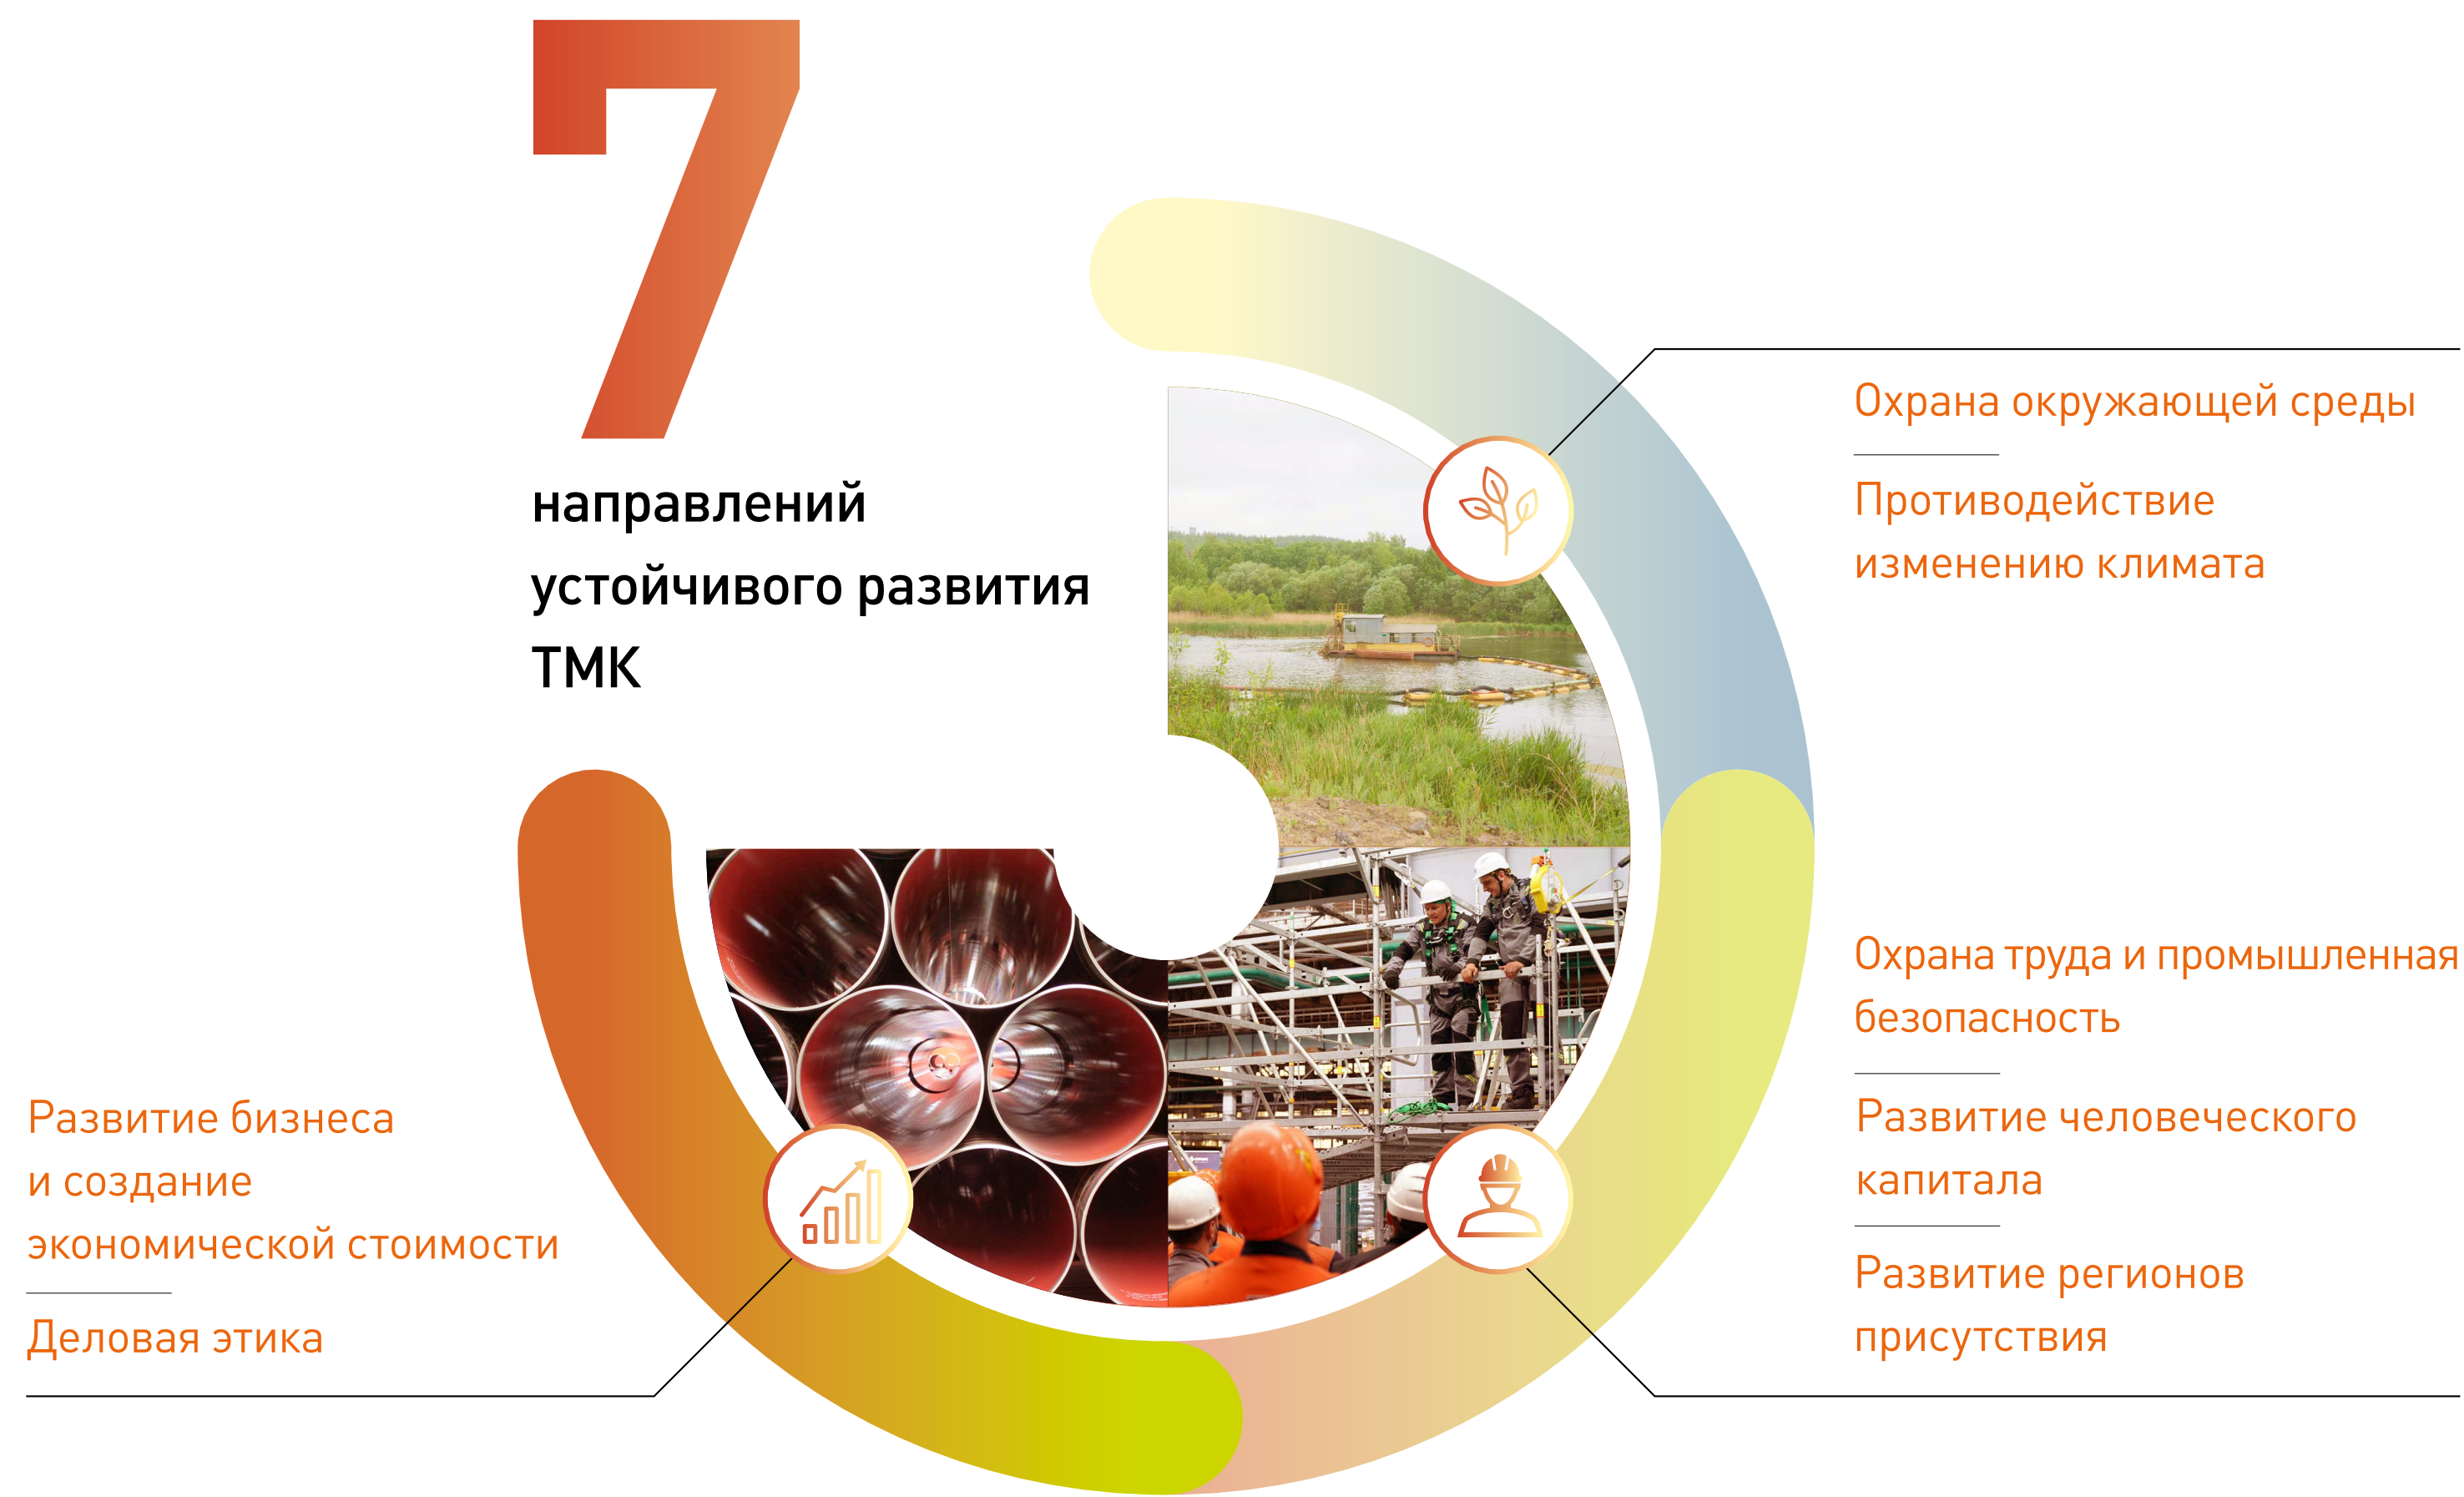 7
направлений
устойчивого развития
ТМК
Охрана окружающей среды
Противодействие
изменению климата
Охрана труда и промышленная
безопасность
Развитие человеческого
капитала
Развитие регионов
присутствия
Развитие бизнеса
и создание
экономической стоимости
Деловая этика